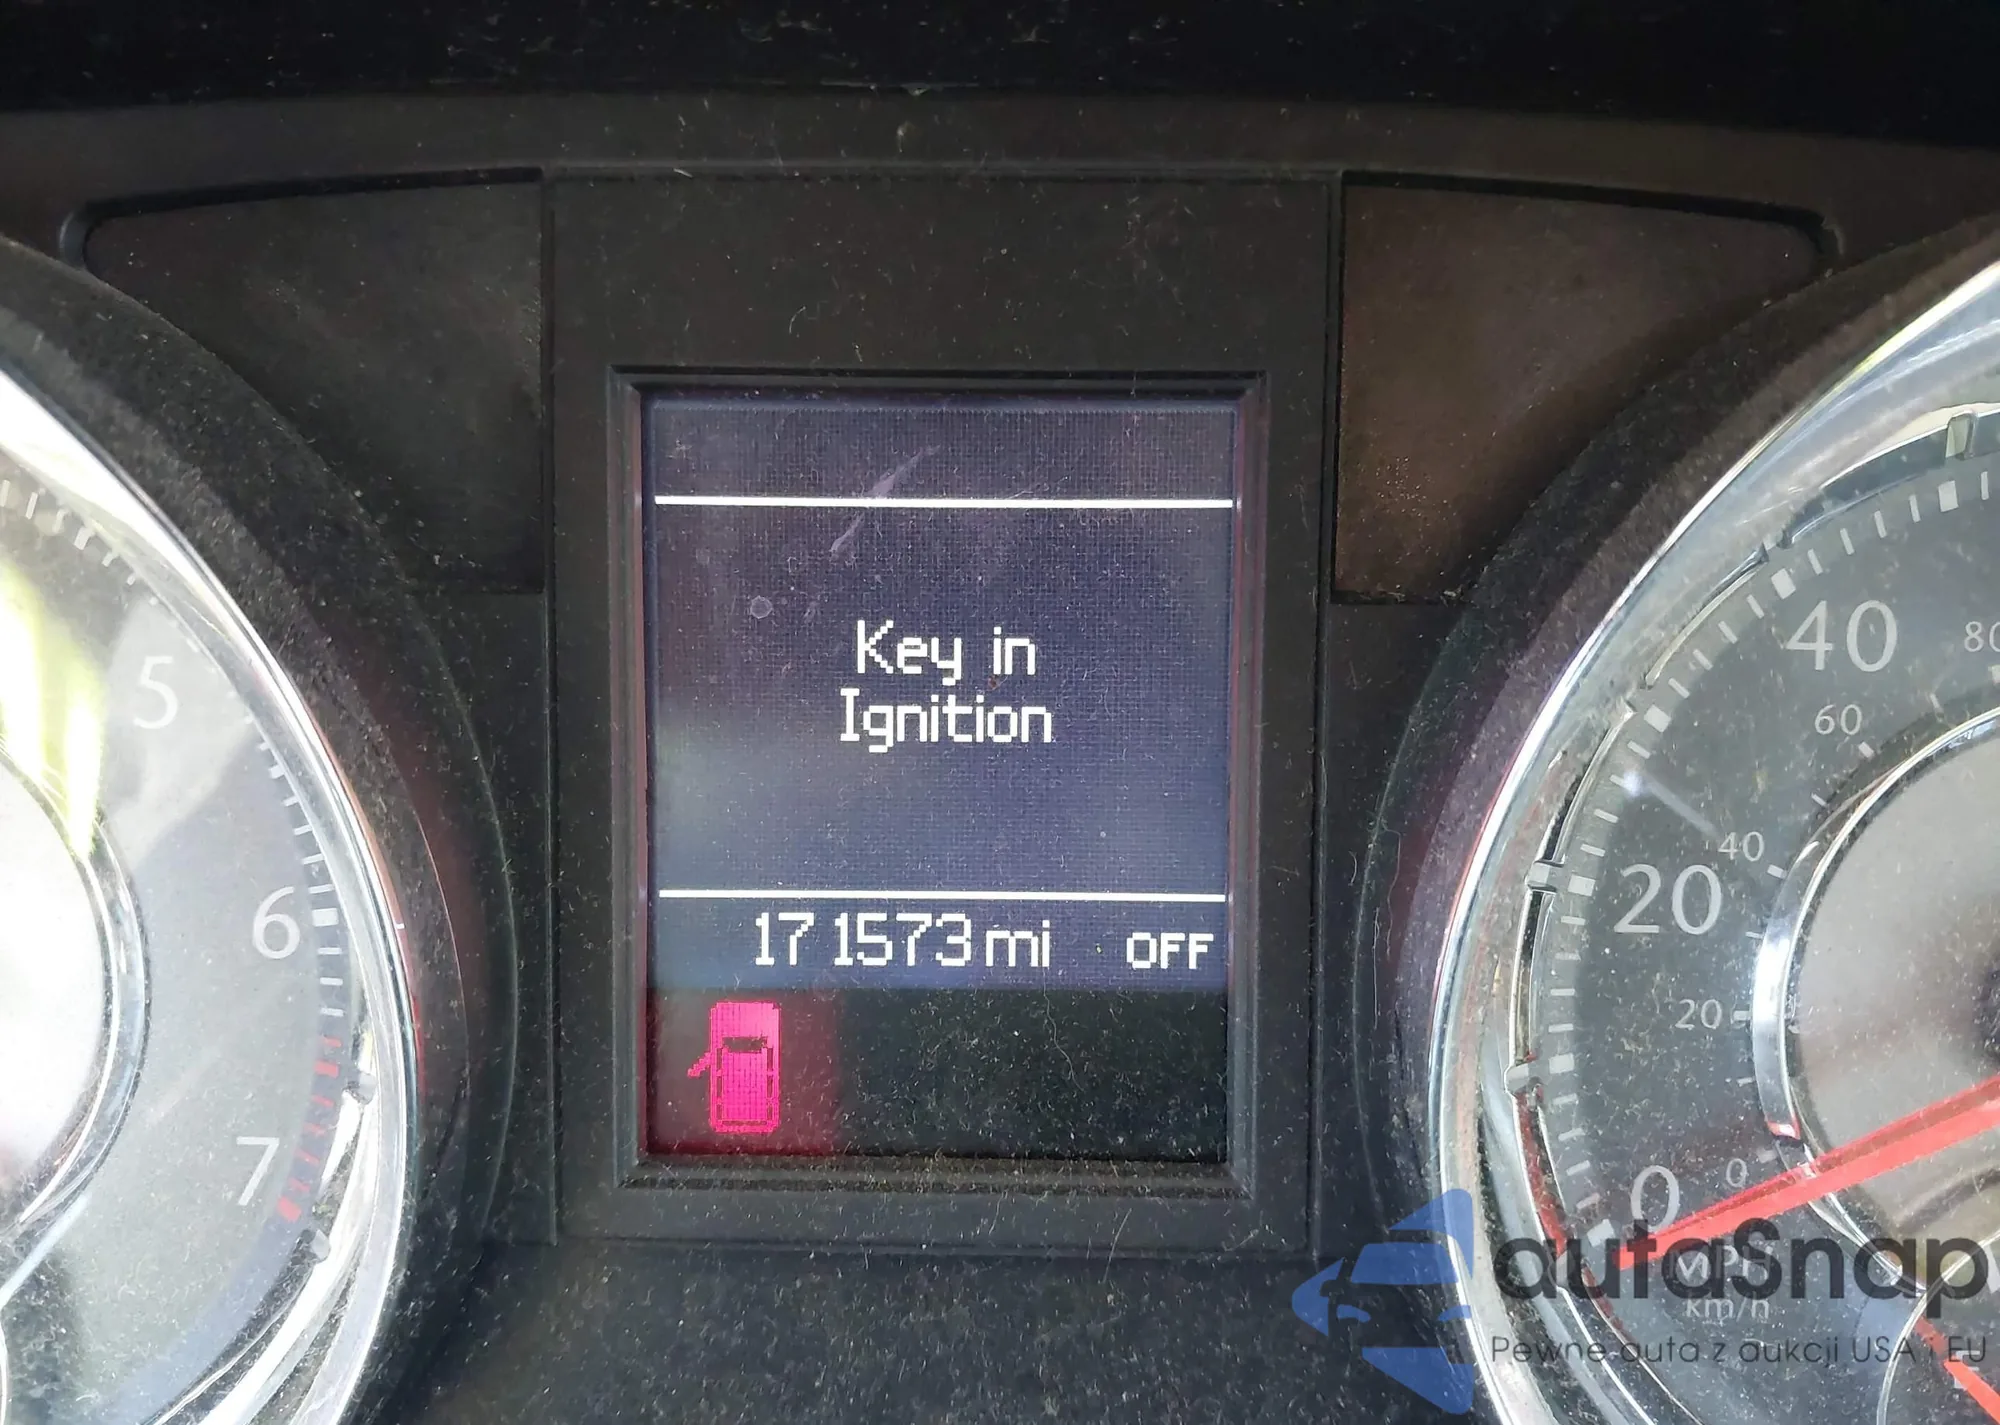 Key in
Ignition
171573 mi OFF
5
6
7
40
80
60
40
20
20
0
0
MPH
km/h
autaSnap
Pewne auta z aukcji USA i EU